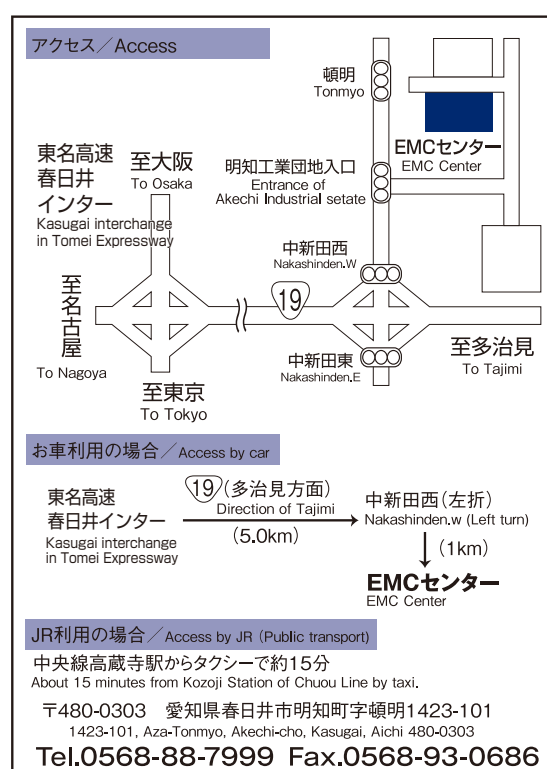 アクセス／Access
頓明
Tonmyo
EMCセンター
EMC Center
東名高速
春日井
インター
Kasugai interchange
in Tomei Expressway
至大阪
To Osaka
明知工業団地入口
Entrance of
Akechi Industrial setate
中新田西
Nakashinden.W
19
至名古屋
To Nagoya
至東京
To Tokyo
中新田東
Nakashinden.E
至多治見
To Tajimi
お車利用の場合／Access by car
東名高速
春日井インター
Kasugai interchange
in Tomei Expressway
19(多治見方面)
Direction of Tajimi
(5.0km)
中新田西(左折)
Nakashinden.w (Left turn)
(1km)
EMCセンター
EMC Center
JR利用の場合／Access by JR (Public transport)
中央線高蔵寺駅からタクシーで約15分
About 15 minutes from Kozoji Station of Chuou Line by taxi.
〒480-0303　愛知県春日井市明知町字頓明1423-101
1423-101, Aza-Tonmyo, Akechi-cho, Kasugai, Aichi 480-0303
Tel.0568-88-7999 Fax.0568-93-0686